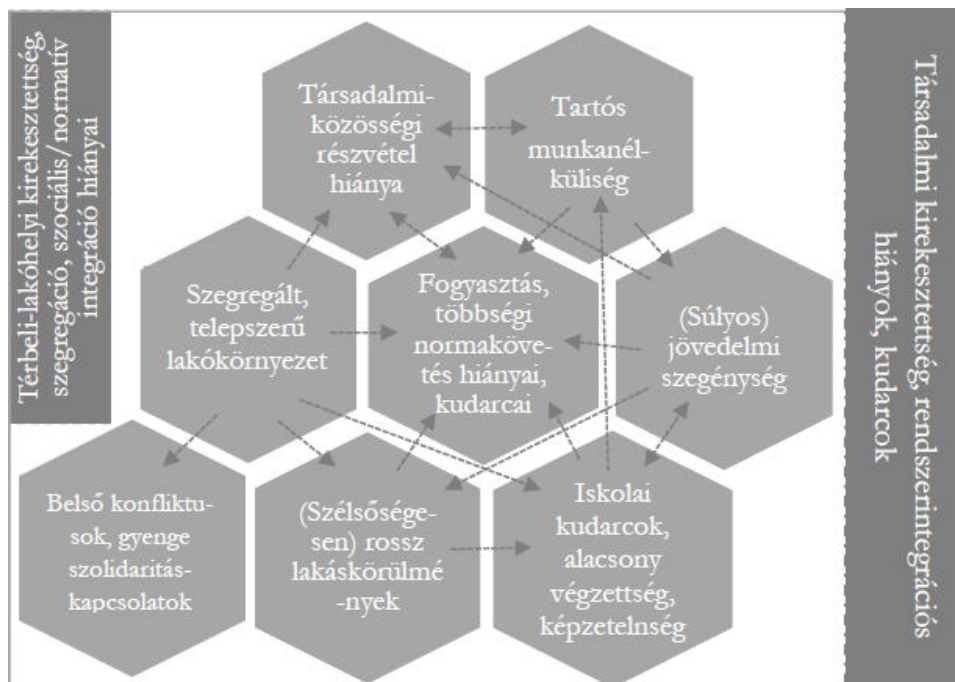 Térbeli-lakóhelyi kirekesztettség,
szegregáció, szociális/normatív
integráció hiányai
Társadalmi-
közösségi
részvétel
hiánya
Tartós
munkanél-
küliség
Szegregált,
telepszerű
lakókörnyezet
Fogyasztás,
többségi
normaköve-
tés hiányai,
kudarcai
(Súlyos)
jövedelmi
szegénység
Belső konfliktu-
sok, gyenge
szolidaritás-
kapcsolatok
(Szélsősége-
sen) rossz
lakáskörülmé
-nyek
Iskolai
kudarcok,
alacsony
végzettség,
képzetelnség
Társadalmi kirekesztettség, rendszerintegrációs
hiányok, kudarcok